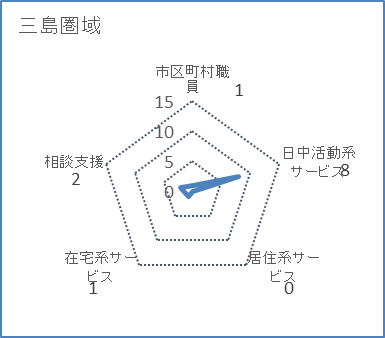 三島圏域
市区町村職
員
1
15
10
5
0
日中活動系
サービス
8
相談支援
2
在宅系サー
ビス
1
居住系サー
ビス
0